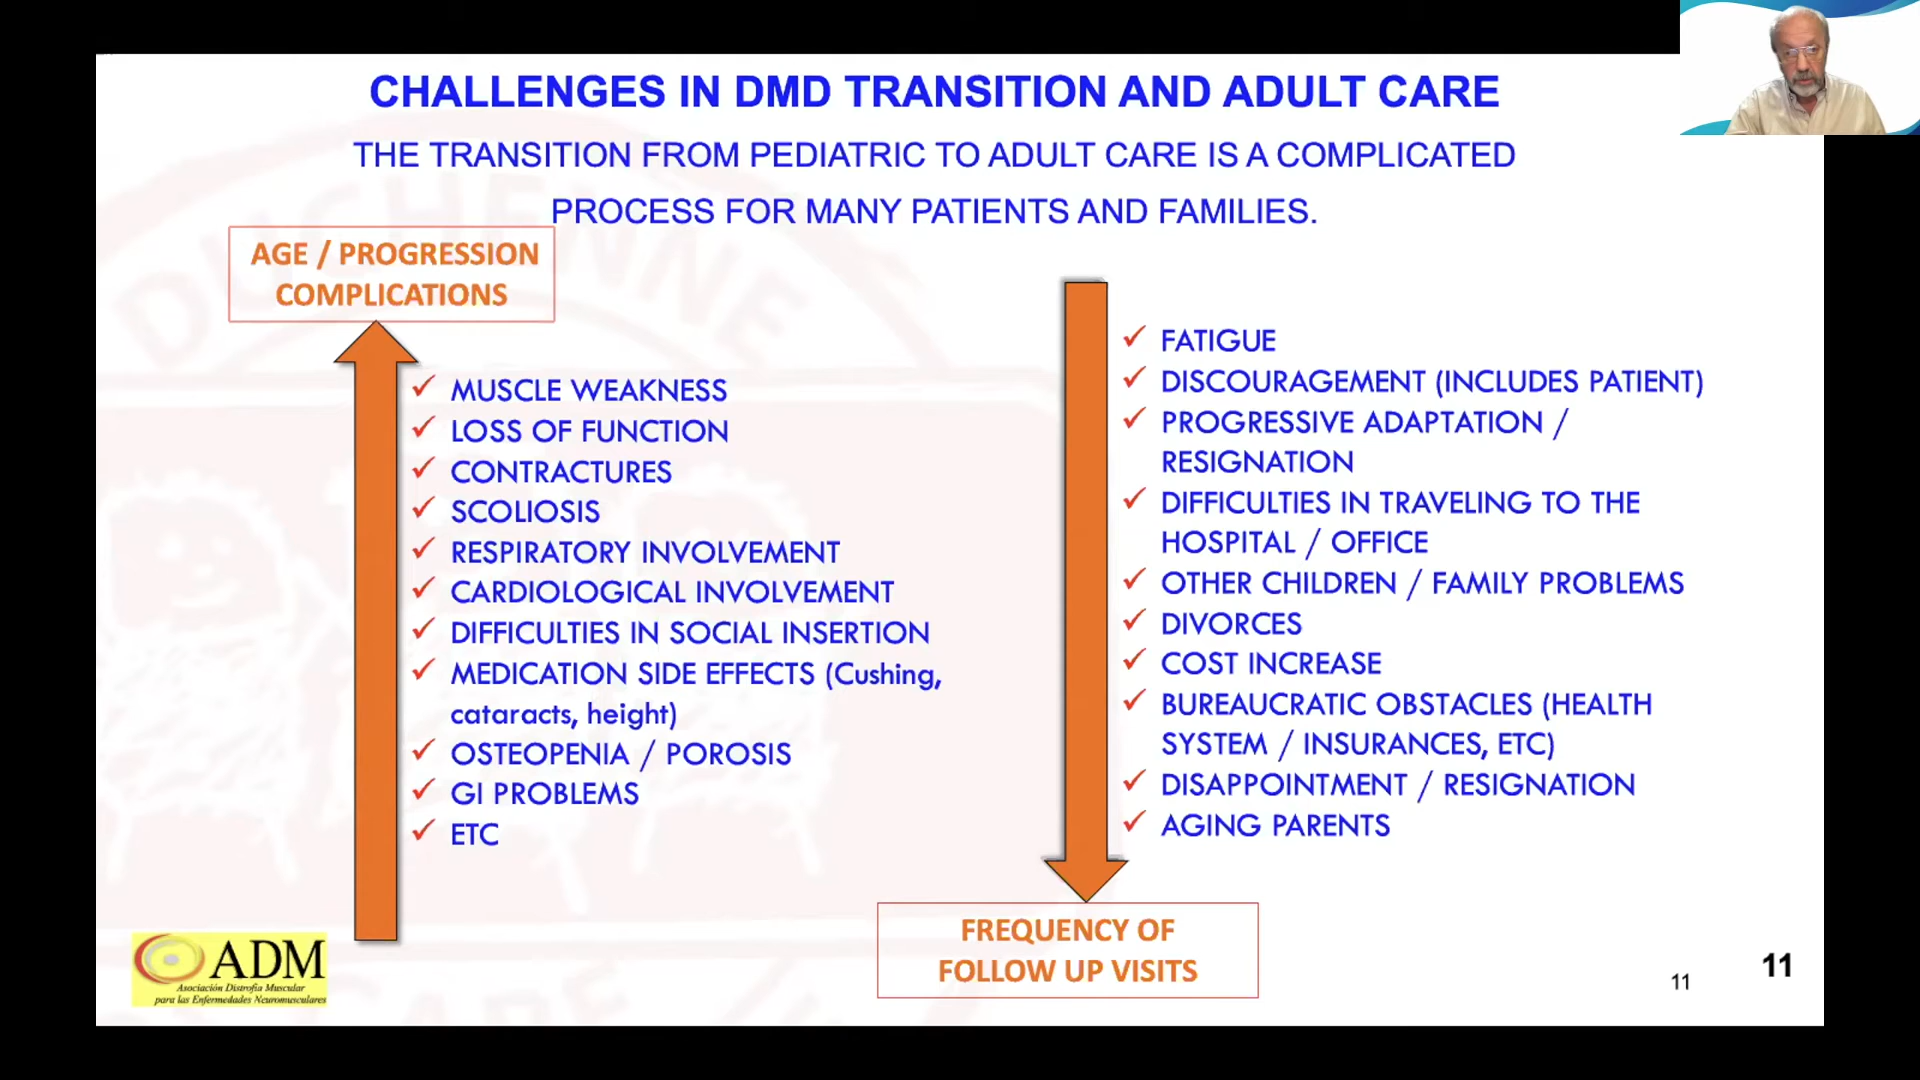 CHALLENGES IN DMD TRANSITION AND ADULT CARE
THE TRANSITION FROM PEDIATRIC TO ADULT CARE IS A COMPLICATED
PROCESS FOR MANY PATIENTS AND FAMILIES.
AGE / PROGRESSION
COMPLICATIONS
✓ MUSCLE WEAKNESS
✓ LOSS OF FUNCTION
✓ CONTRACTURES
✓ SCOLIOSIS
✓ RESPIRATORY INVOLVEMENT
✓ CARDIOLOGICAL INVOLVEMENT
✓ DIFFICULTIES IN SOCIAL INSERTION
✓ MEDICATION SIDE EFFECTS (Cushing,
cataracts, height)
✓ OSTEOPENIA / POROSIS
✓ GI PROBLEMS
✓ ETC
✓ FATIGUE
✓ DISCOURAGEMENT (INCLUDES PATIENT)
✓ PROGRESSIVE ADAPTATION /
RESIGNATION
✓ DIFFICULTIES IN TRAVELING TO THE
HOSPITAL / OFFICE
✓ OTHER CHILDREN / FAMILY PROBLEMS
✓ DIVORCES
✓ COST INCREASE
✓ BUREAUCRATIC OBSTACLES (HEALTH
SYSTEM / INSURANCES, ETC)
✓ DISAPPOINTMENT / RESIGNATION
✓ AGING PARENTS
FREQUENCY OF
FOLLOW UP VISITS
ADM
Asociación Distrofia Muscular
para las Enfermedades Neuromusculares
11
11
DUCHENNE
CARE